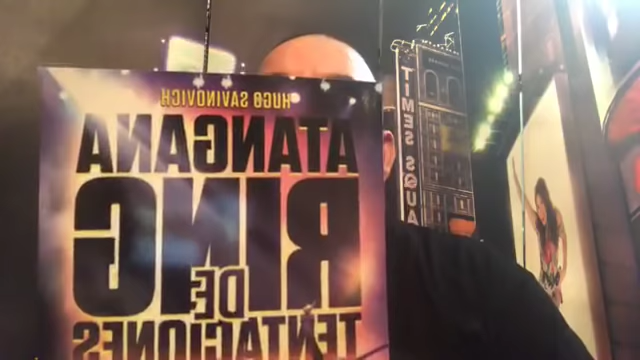 HUGO SAVINOVICH
ATANGANA
RING
DE
TENTACIONES
TIMES SQUA